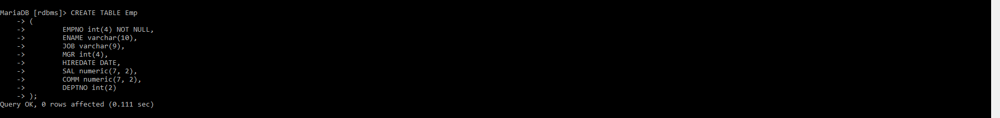 MariaDB [rdbms]> CREATE TABLE Emp
    -> (
    ->         EMPNO int(4) NOT NULL,
    ->         ENAME varchar(10),
    ->         JOB varchar(9),
    ->         MGR int(4),
    ->         HIREDATE DATE,
    ->         SAL numeric(7, 2),
    ->         COMM numeric(7, 2),
    ->         DEPTNO int(2)
    -> );
Query OK, 0 rows affected (0.111 sec)